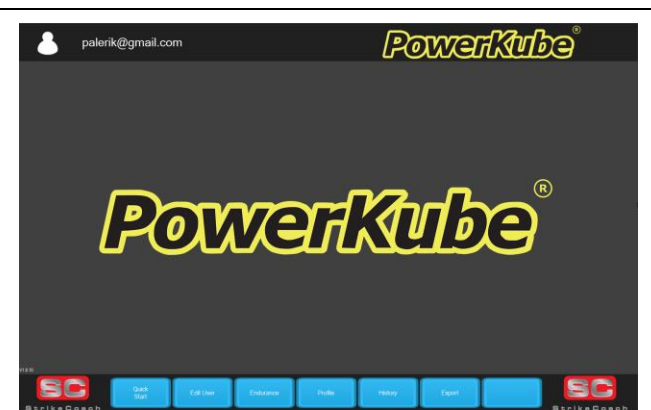 palerik@gmail.com
PowerKube®
PowerKube®
SC
StrikeCoach
Quick
Start
Edit User
Endurance
Profile
History
Export
SC
StrikeCoach